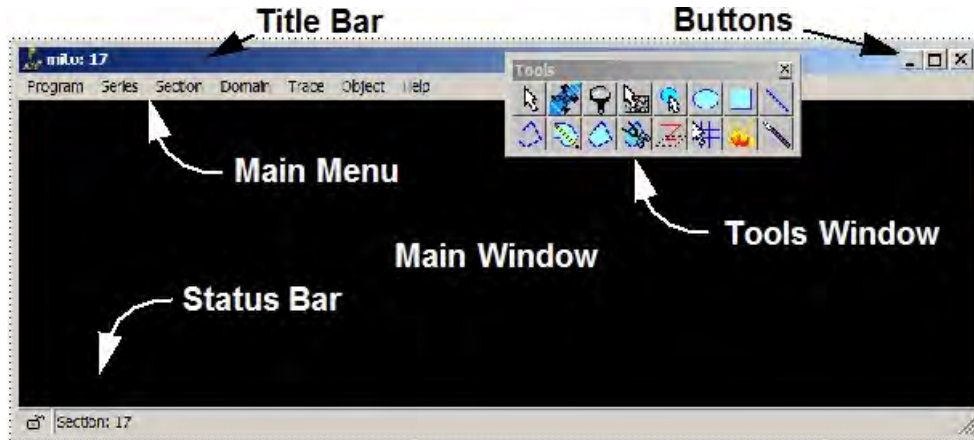 Title Bar
Buttons
mito: 17
Tools
Program Series Section Domain Trace Object Help
Main Menu
Tools Window
Main Window
Status Bar
Section: 17